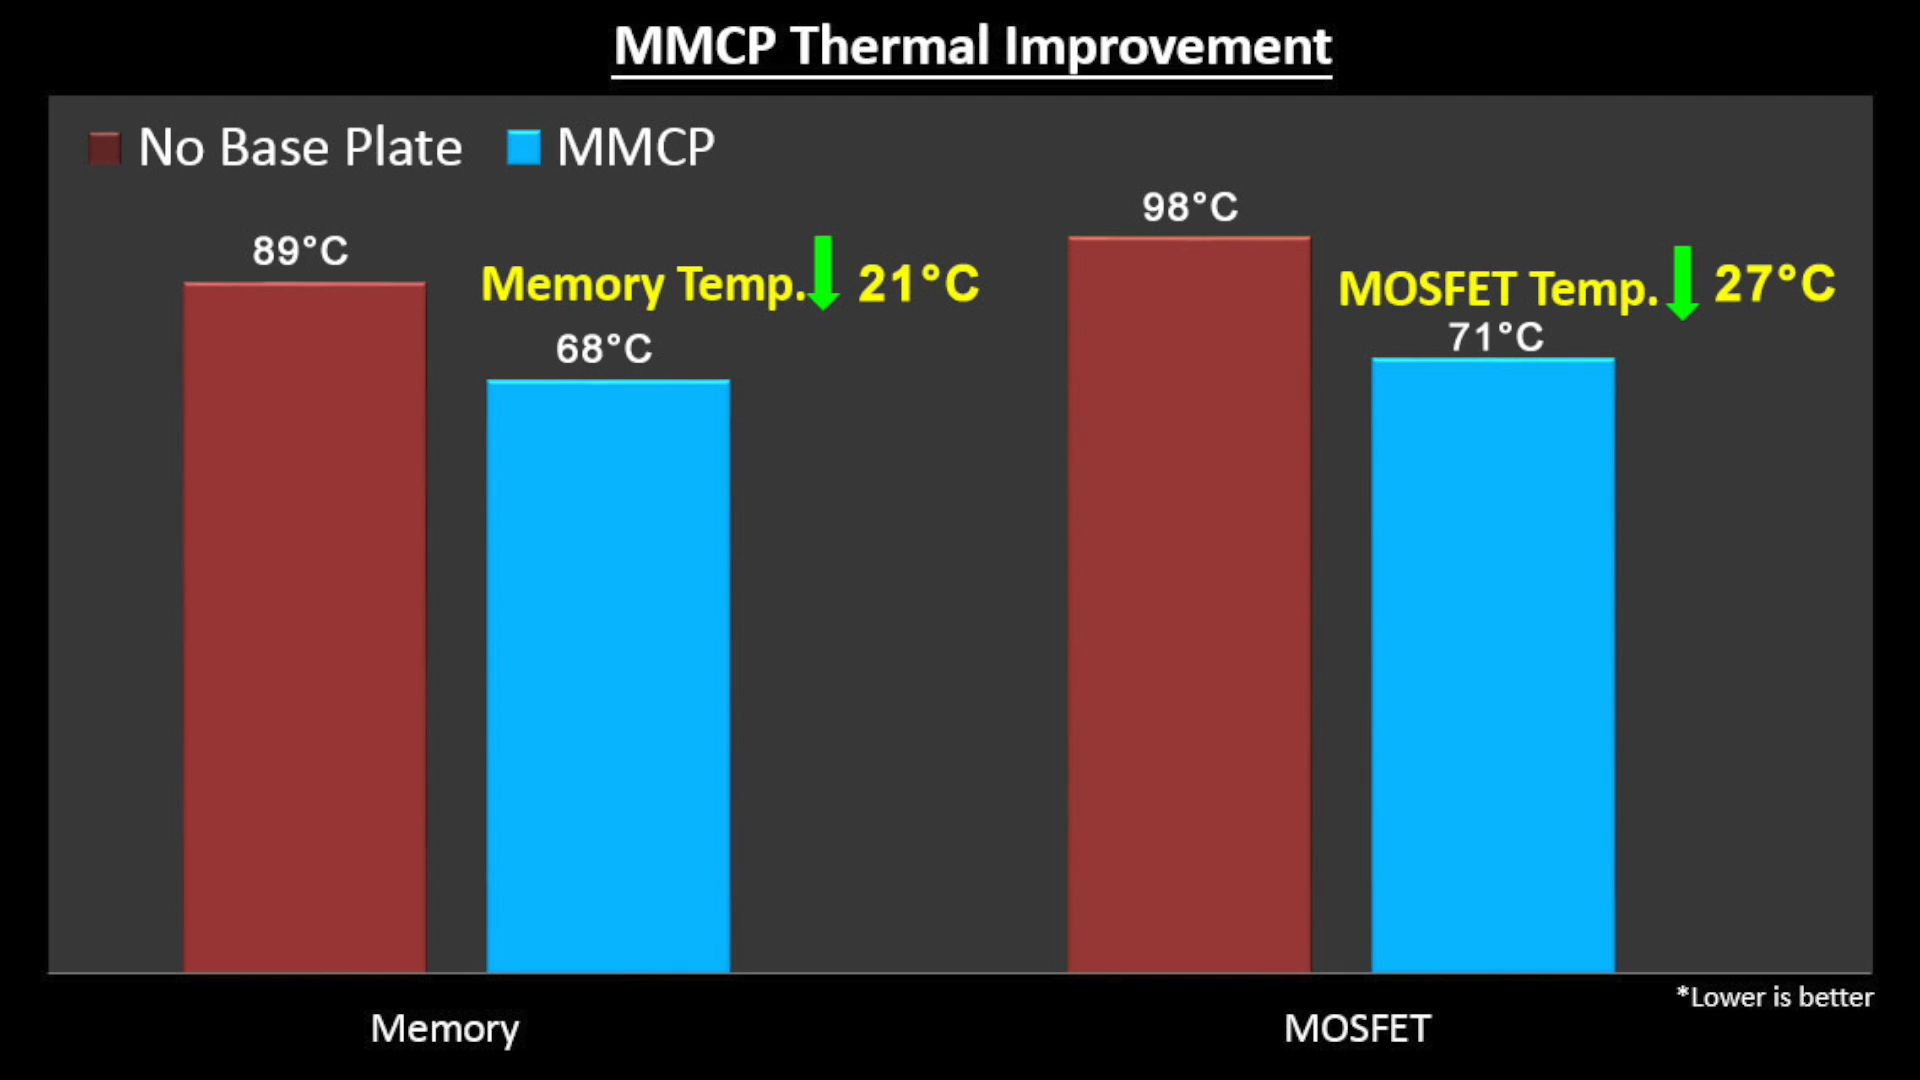 MMCP Thermal Improvement
No Base Plate MMCP
98°C
89°C
Memory Temp. 21°C
MOSFET Temp. 27°C
68°C
71°C
*Lower is better
Memory
MOSFET